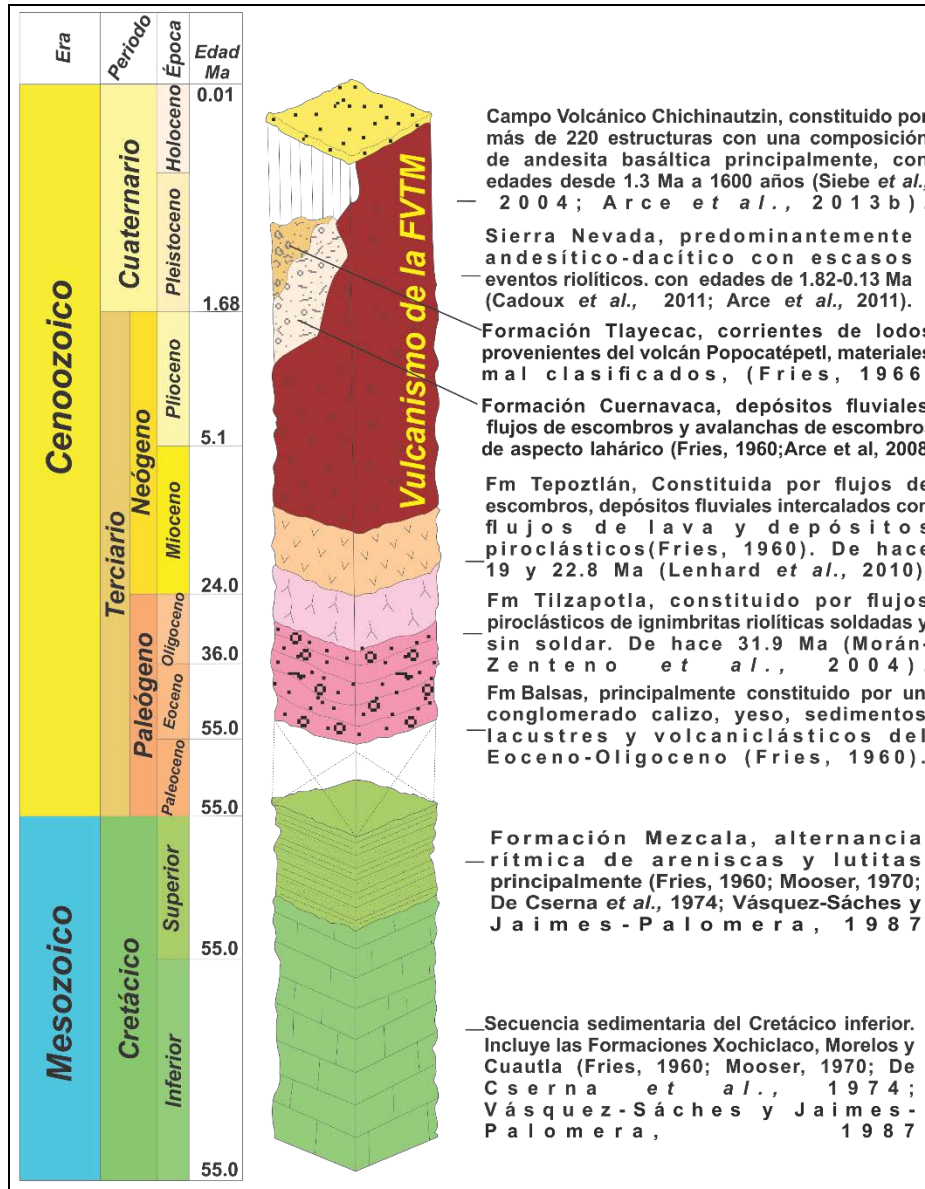 Era
Periodo
Época
Edad
Ma
Cenoozoico
Mesozoico
Terciario
Cuaternario
Neógeno
Paleógeno
Cretácico
Holoceno
Pleistoceno
Plioceno
Mioceno
Oligoceno
Eoceno
Paleoceno
Superior
Inferior
0.01
1.68
5.1
24.0
36.0
55.0
55.0
55.0
55.0
Vulcanismo de la FVTM
Campo Volcánico Chichinautzin, constituido por
más de 220 estructuras con una composición
de andesita basáltica principalmente, con
edades desde 1.3 Ma a 1600 años (Siebe et al.,
2004; Arce et al., 2013b).
Sierra Nevada, predominantemente
andesítico-dacítico con escasos
eventos riolíticos. con edades de 1.82-0.13 Ma
(Cadoux et al., 2011; Arce et al., 2011).
Formación Tlayecac, corrientes de lodos
provenientes del volcán Popocatépetl, materiales
mal clasificados, (Fries, 1966
Formación Cuernavaca, depósitos fluviales
flujos de escombros y avalanchas de escombro
de aspecto lahárico (Fries, 1960;Arce et al, 2008
Fm Tepoztlán, Constituida por flujos de
escombros, depósitos fluviales intercalados con
flujos de lava y depósitos
piroclásticos(Fries, 1960). De hace
19 y 22.8 Ma (Lenhard et al., 2010)
Fm Tilzapotla, constituido por flujos
piroclásticos de ignimbritas riolíticas soldadas y
sin soldar. De hace 31.9 Ma (Morán-
Zenteno et al., 2004).
Fm Balsas, principalmente constituido por un
conglomerado calizo, yeso, sedimentos
lacustres y volcaniclásticos del
Eoceno-Oligoceno (Fries, 1960).
Formación Mezcala, alternancia
rítmica de areniscas y lutitas
principalmente (Fries, 1960; Mooser, 1970;
De Cserna et al., 1974; Vásquez-Sáches y
Jaimes-Palomera, 1987
Secuencia sedimentaria del Cretácico inferior.
Incluye las Formaciones Xochiclaco, Morelos y
Cuautla (Fries, 1960; Mooser, 1970; De
Cserna et al., 1974;
Vásquez-Sáches y Jaimes-
Palomera, 1987